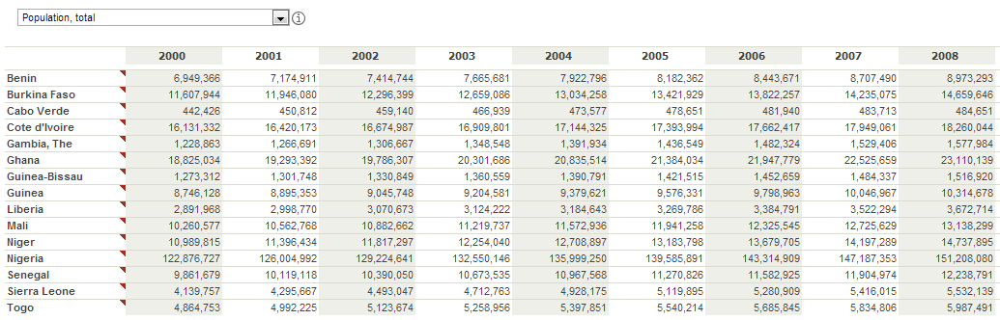 Population, total i
2000 2001 2002 2003 2004 2005 2006 2007 2008
Benin 6,949,366 7,174,911 7,414,744 7,665,681 7,922,796 8,182,362 8,443,671 8,707,490 8,973,293
Burkina Faso 11,607,944 11,946,080 12,296,399 12,659,086 13,034,258 13,421,929 13,822,257 14,235,075 14,659,646
Cabo Verde 442,426 450,812 459,140 466,939 473,577 478,651 481,940 483,713 484,651
Cote d'Ivoire 16,131,332 16,420,173 16,674,987 16,909,801 17,144,325 17,393,994 17,662,417 17,949,061 18,260,044
Gambia, The 1,228,863 1,266,691 1,306,667 1,348,548 1,391,934 1,436,549 1,482,324 1,529,406 1,577,984
Ghana 18,825,034 19,293,392 19,786,307 20,301,686 20,835,514 21,384,034 21,947,779 22,525,659 23,110,139
Guinea-Bissau 1,273,312 1,301,748 1,330,849 1,360,559 1,390,791 1,421,515 1,452,659 1,484,337 1,516,920
Guinea 8,746,128 8,895,353 9,045,748 9,204,581 9,379,621 9,576,331 9,798,963 10,046,967 10,314,678
Liberia 2,891,968 2,998,770 3,070,673 3,124,222 3,184,643 3,269,786 3,384,791 3,522,294 3,672,714
Mali 10,260,577 10,562,768 10,882,662 11,219,737 11,572,936 11,941,258 12,325,545 12,725,629 13,138,299
Niger 10,989,815 11,396,434 11,817,297 12,254,040 12,708,897 13,183,798 13,679,705 14,197,289 14,737,895
Nigeria 122,876,727 126,004,992 129,224,641 132,550,146 135,999,250 139,585,891 143,314,909 147,187,353 151,208,080
Senegal 9,861,679 10,119,118 10,390,050 10,673,535 10,967,568 11,270,826 11,582,925 11,904,974 12,238,791
Sierra Leone 4,139,757 4,295,667 4,493,047 4,712,763 4,928,175 5,119,895 5,280,909 5,416,015 5,532,139
Togo 4,864,753 4,992,225 5,123,674 5,258,956 5,397,851 5,540,214 5,685,845 5,834,806 5,987,491